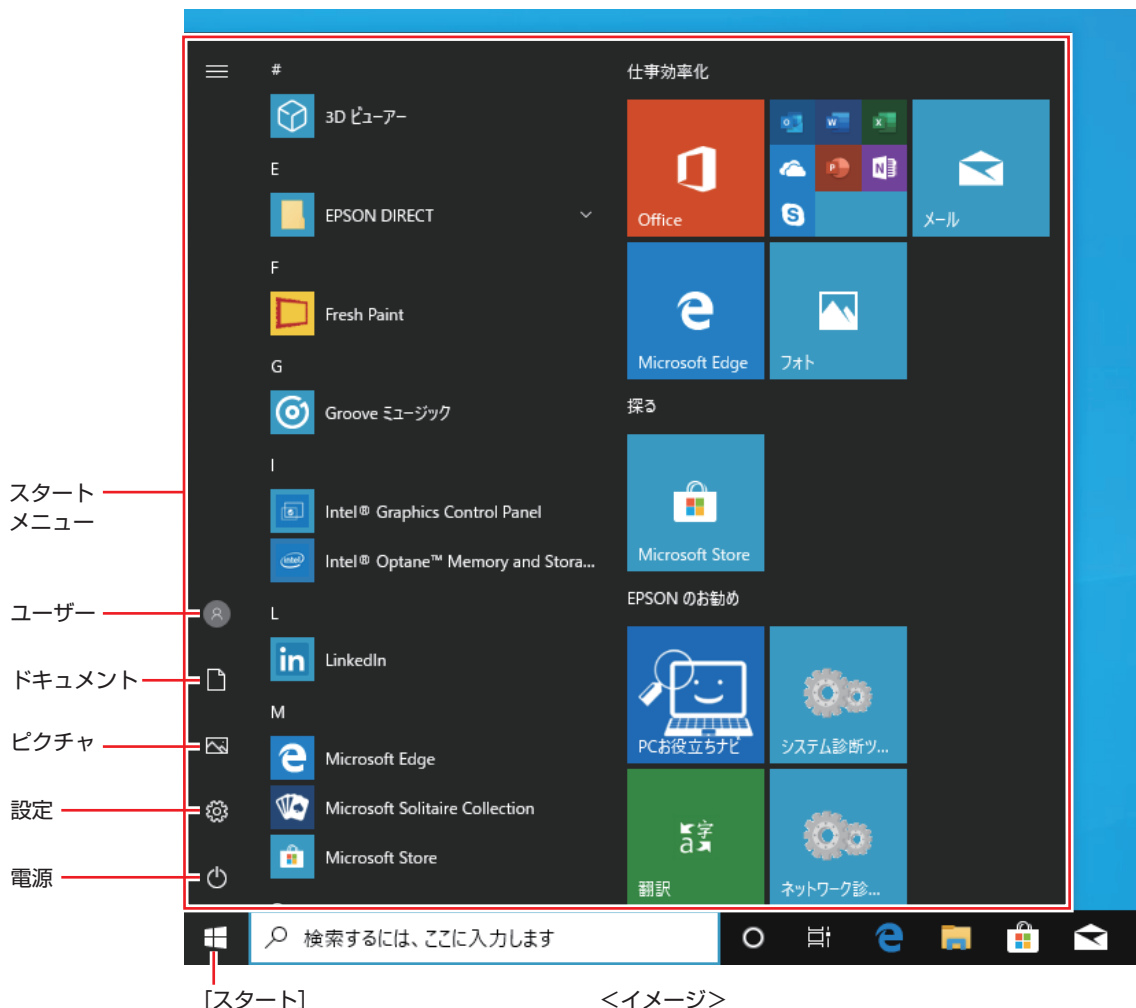 #
3D ビューアー
E
EPSON DIRECT
F
Fresh Paint
G
Groove ミュージック
I
Intel® Graphics Control Panel
Intel® Optane™ Memory and Stora...
L
LinkedIn
M
Microsoft Edge
Microsoft Solitaire Collection
Microsoft Store
仕事効率化
Office
メール
Microsoft Edge
フォト
探る
Microsoft Store
EPSON のお勧め
PCお役立ちナビ
システム診断ツ...
翻訳
ネットワーク診...
スタート
メニュー
ユーザー
ドキュメント
ピクチャ
設定
電源
検索するには、ここに入力します
[スタート]
＜イメージ＞